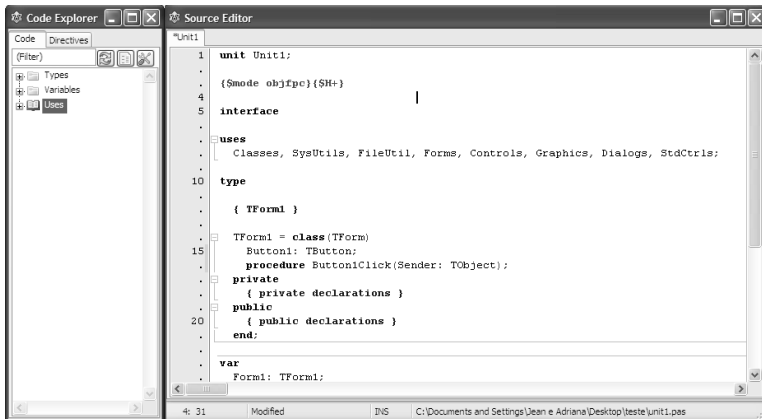 Code Explorer
Code Directives
(Filter)
Types
Variables
Uses
Source Editor
*Unit1
1 unit Unit1;
.
. {$mode objfpc}{$H+}
4
5 interface
.
. uses
. Classes, SysUtils, FileUtil, Forms, Controls, Graphics, Dialogs, StdCtrls;
.
10 type
.
. { TForm1 }
.
. TForm1 = class(TForm)
15 Button1: TButton;
. procedure Button1Click(Sender: TObject);
. private
. { private declarations }
. public
20 { public declarations }
. end;
.
. var
. Form1: TForm1;
4: 31 Modified INS C:\Documents and Settings\Jean e Adriana\Desktop\teste\unit1.pas